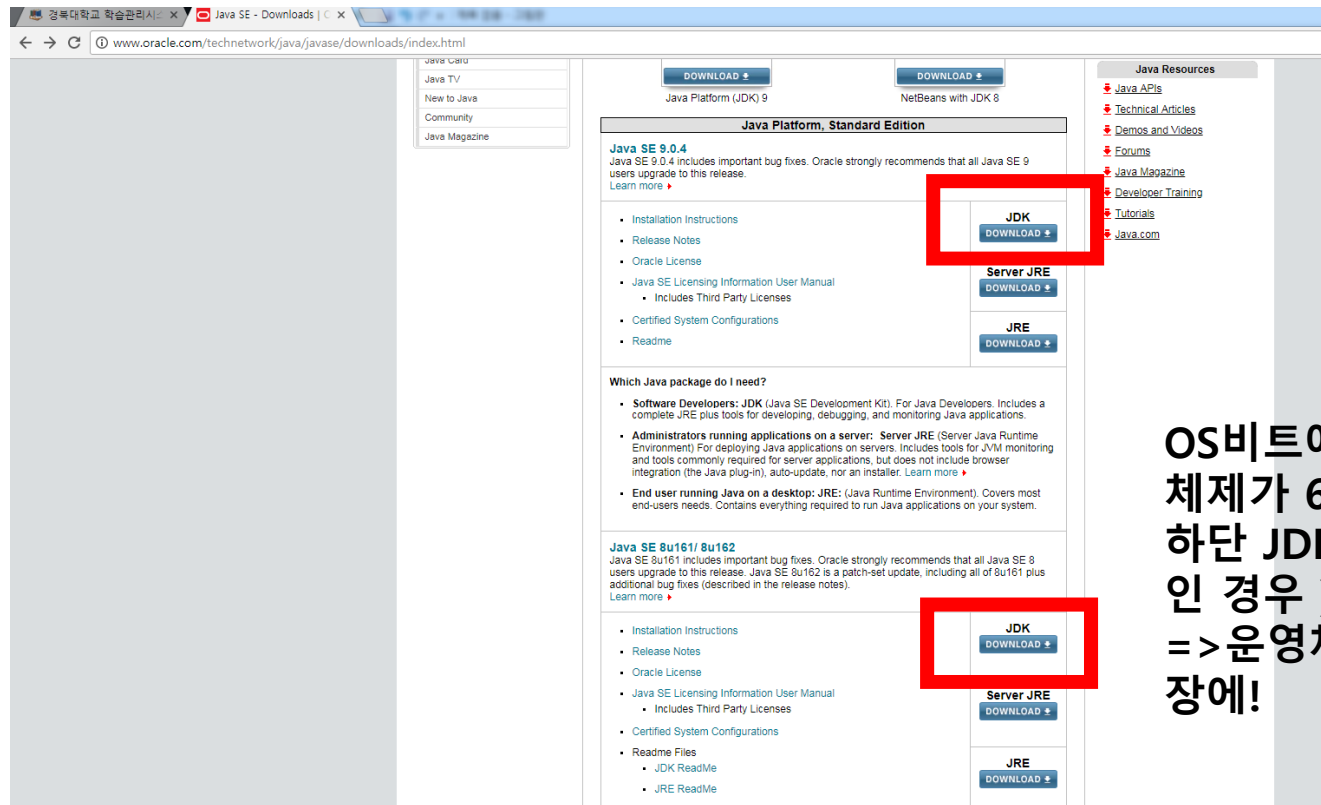 경북대학교 학습관리시스
Java SE - Downloads |
www.oracle.com/technetwork/java/javase/downloads/index.html
Java Card
Java TV
New to Java
Community
Java Magazine
DOWNLOAD
Java Platform (JDK) 9
DOWNLOAD
NetBeans with JDK 8
Java Platform, Standard Edition
Java SE 9.0.4
Java SE 9.0.4 includes important bug fixes. Oracle strongly recommends that all Java SE 9
users upgrade to this release.
Learn more
Installation Instructions
Release Notes
Oracle License
Java SE Licensing Information User Manual
Includes Third Party Licenses
Certified System Configurations
Readme
JDK
DOWNLOAD
Server JRE
DOWNLOAD
JRE
DOWNLOAD
Which Java package do I need?
Software Developers: JDK (Java SE Development Kit). For Java Developers. Includes a
complete JRE plus tools for developing, debugging, and monitoring Java applications.
Administrators running applications on a server: Server JRE (Server Java Runtime
Environment) For deploying Java applications on servers. Includes tools for JVM monitoring
and tools commonly required for server applications, but does not include browser
integration (the Java plug-in), auto-update, nor an installer. Learn more
End user running Java on a desktop: JRE: (Java Runtime Environment). Covers most
end-users needs. Contains everything required to run Java applications on your system.
Java SE 8u161/ 8u162
Java SE 8u161 includes important bug fixes. Oracle strongly recommends that all Java SE 8
users upgrade to this release. Java SE 8u162 is a patch-set update, including all of 8u161 plus
additional bug fixes (described in the release notes).
Learn more
Installation Instructions
Release Notes
Oracle License
Java SE Licensing Information User Manual
Includes Third Party Licenses
Certified System Configurations
Readme Files
JDK ReadMe
JRE ReadMe
JDK
DOWNLOAD
Server JRE
DOWNLOAD
JRE
DOWNLOAD
Java Resources
Java APIs
Technical Articles
Demos and Videos
Forums
Java Magazine
Developer Training
Tutorials
Java.com
OS비트에
체제가 6
하단 JDK
인 경우
=>운영체
장에!